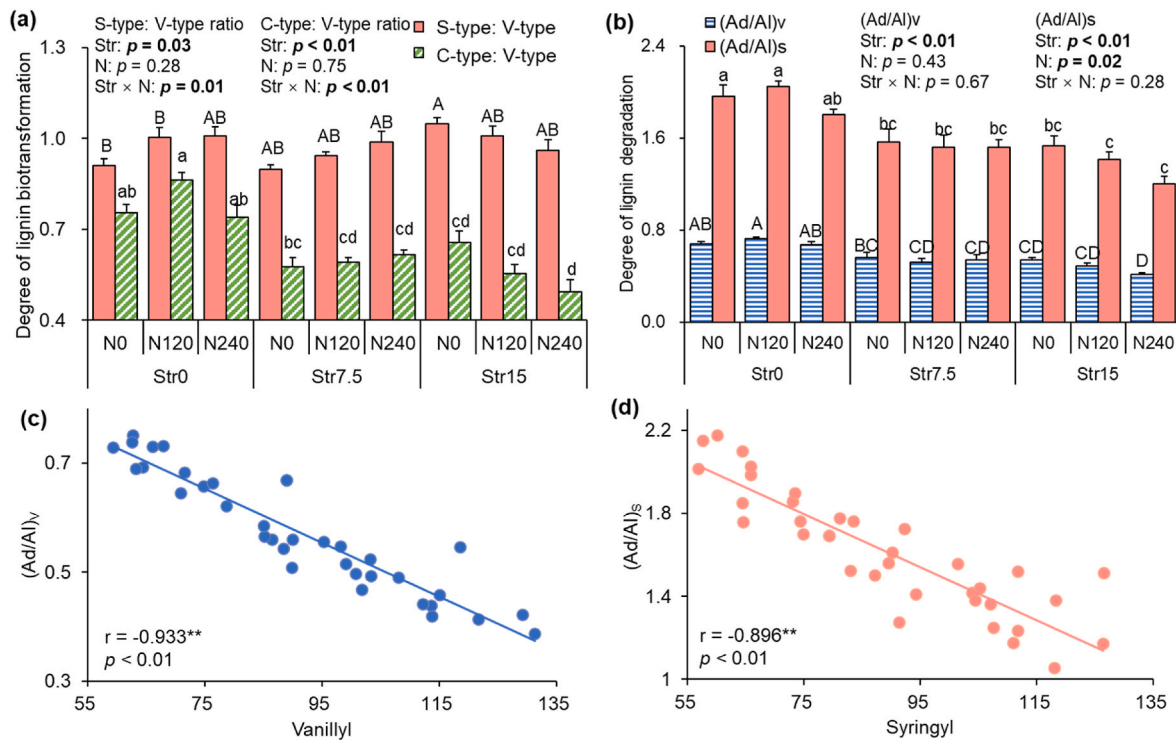 (a)
S-type: V-type ratio
Str: p = 0.03
N: p = 0.28
Str × N: p = 0.01
C-type: V-type ratio
Str: p < 0.01
N: p = 0.75
Str × N: p < 0.01
S-type: V-type
C-type: V-type
Degree of lignin biotransformation
1.3
1.0
0.7
0.4
B
ab
B
a
AB
ab
AB
bc
AB
cd
AB
cd
A
cd
AB
cd
AB
d
N0 N120 N240 N0 N120 N240 N0 N120 N240
Str0 Str7.5 Str15
(b)
(Ad/Al)v
(Ad/Al)s
(Ad/Al)v
Str: p < 0.01
N: p = 0.43
Str × N: p = 0.67
(Ad/Al)s
Str: p < 0.01
N: p = 0.02
Str × N: p = 0.28
Degree of lignin degradation
2.4
1.8
1.2
0.6
0.0
AB
a
A
a
AB
ab
BC
bc
CD
bc
CD
bc
CD
bc
CD
c
D
c
N0 N120 N240 N0 N120 N240 N0 N120 N240
Str0 Str7.5 Str15
(c)
(Ad/Al)V
0.7
0.5
0.3
r = -0.933**
p < 0.01
55 75 95 115 135
Vanillyl
(d)
(Ad/Al)S
2.2
1.8
1.4
1
r = -0.896**
p < 0.01
55 75 95 115 135
Syringyl